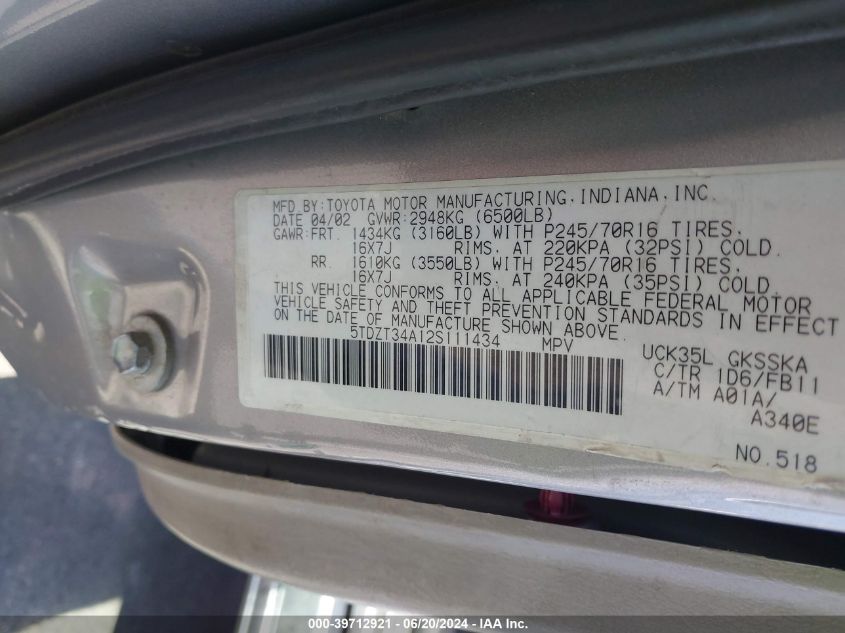 MFD.BY:TOYOTA MOTOR MANUFACTURING,INDIANA,INC.
DATE 04/02 GVWR:2948KG (6500LB)
GAWR:FRT. 1434KG (3160LB) WITH P245/70R16 TIRES.
16X7J RIMS. AT 220KPA (32PSI) COLD.
RR. 1610KG (3550LB) WITH P245/70R16 TIRES.
16X7J RIMS. AT 240KPA (35PSI) COLD
THIS VEHICLE CONFORMS TO ALL APPLICABLE FEDERAL MOTOR
VEHICLE SAFETY AND THEFT PREVENTION STANDARDS IN EFFECT
ON THE DATE OF MANUFACTURE SHOWN ABOVE.
5TDZT34A12S111434 MPV
UCK35L GKSSKA
C/TR 1D6/FB11
A/TM A01A/
A340E
NO.518
000-39712921 / 06/20/2024 / IAA Inc.